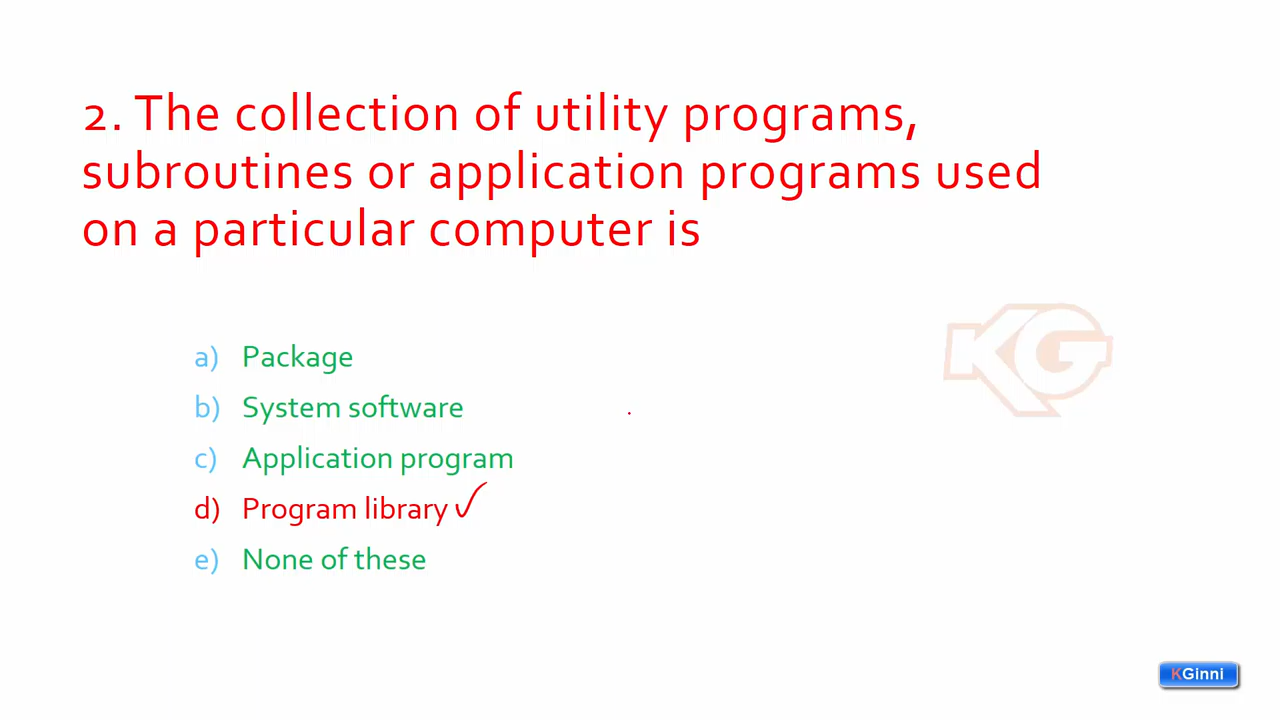 2. The collection of utility programs,
subroutines or application programs used
on a particular computer is
a) Package
b) System software
c) Application program
d) Program library ✓
e) None of these
KG
KGinni